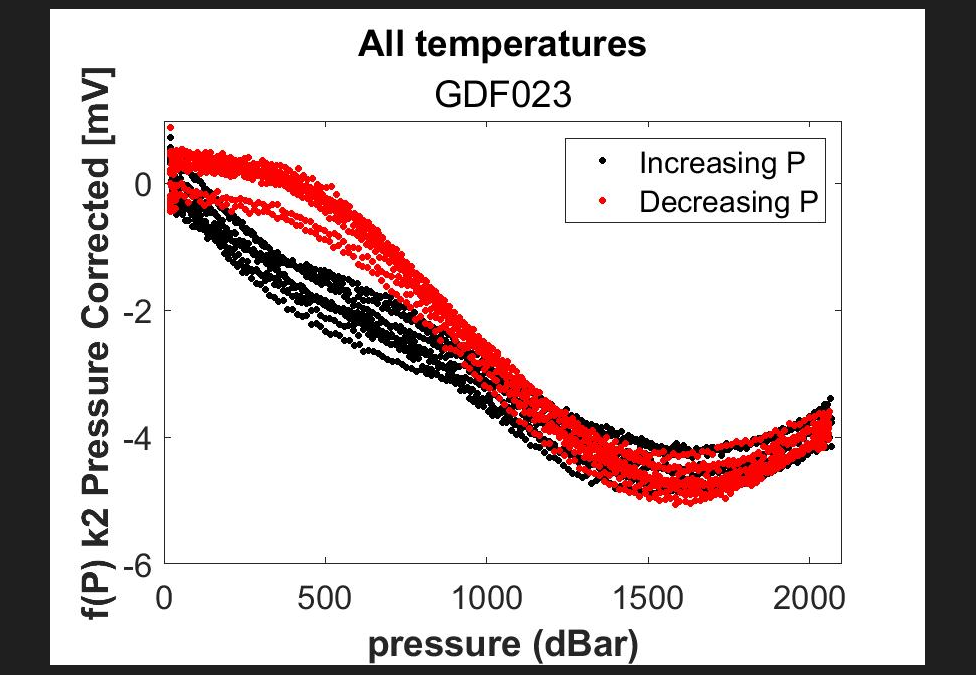 All temperatures
GDF023
f(P) k2 Pressure Corrected [mV]
0
-2
-4
-6
Increasing P
Decreasing P
0 500 1000 1500 2000
pressure (dBar)